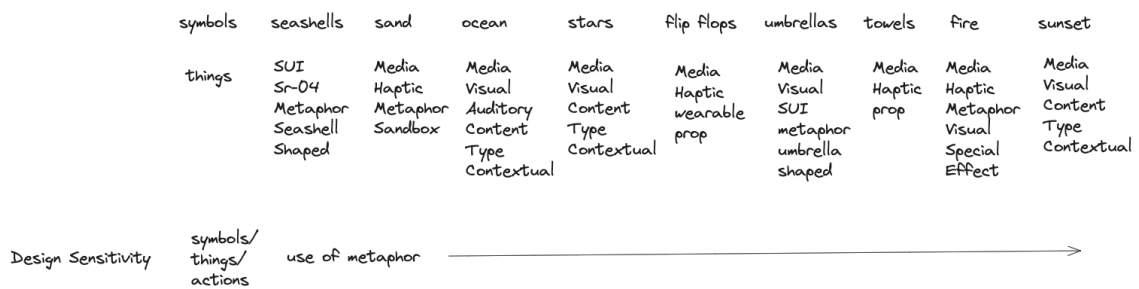 symbols seashells sand ocean stars flip flops umbrellas towels fire sunset
things
SUI
Sr-04
Metaphor
Seashell
Shaped
Media
Haptic
Metaphor
Sandbox
Media
Visual
Auditory
Content
Type
Contextual
Media
Visual
Content
Type
Contextual
Media
Haptic
wearable
prop
Media
Visual
SUI
metaphor
umbrella
shaped
Media
Haptic
prop
Media
Haptic
Metaphor
Visual
Special
Effect
Media
Visual
Content
Type
Contextual
Design Sensitivity
symbols/
things/
actions
use of metaphor